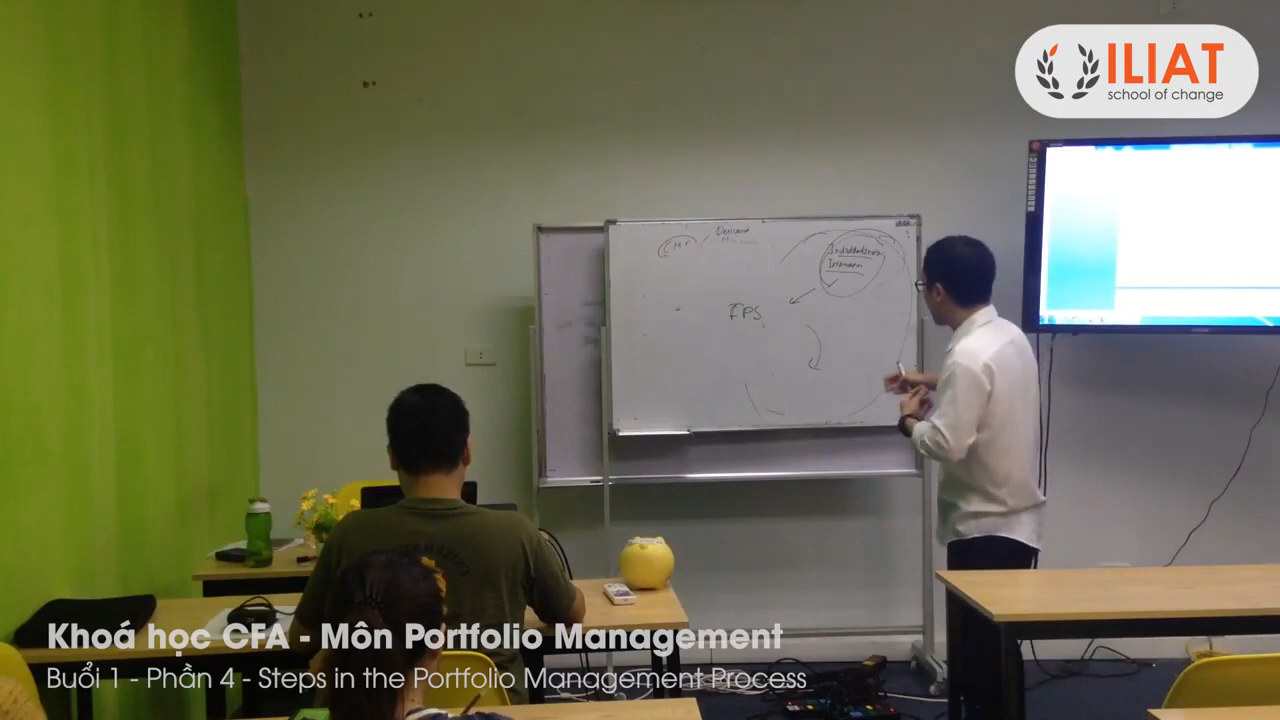 ILIAT
school of change
Demand
IPS
Khoá học CFA - Môn Portfolio Management
Buổi 1 - Phần 4 - Steps in the Portfolio Management Process